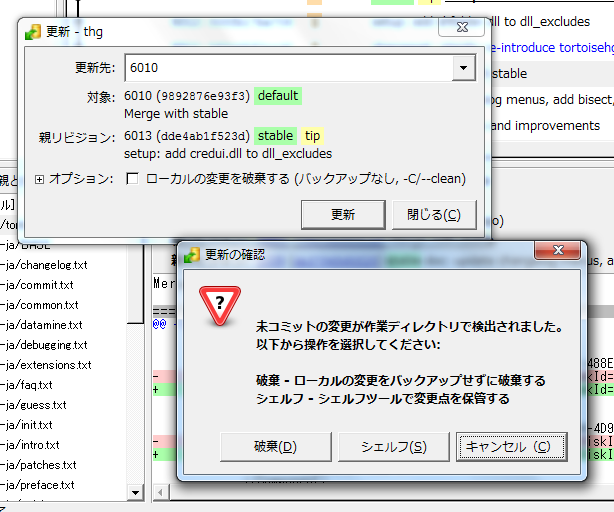 dll to dll_excludes
更新 - thg
e-introduce tortoiseh
更新先:
6010
stable
対象:
6010 (9892876e93f3) default
og menus, add bisect,
Merge with stable
親リビジョン:
6013 (dde4ab1f523d) stable tip
and improvements
setup: add credui.dll to dll_excludes
オプション:
ローカルの変更を破棄する (バックアップなし, -C/--clean)
更新
閉じる(C)
更新の確認
未コミットの変更が作業ディレクトリで検出されました。
以下から操作を選択してください:
破棄 - ローカルの変更をバックアップせずに破棄する
シェルフ - シェルフツールで変更点を保管する
破棄(D)
シェルフ(S)
キャンセル (C)
-ja/changelog.txt
-ja/commit.txt
-ja/common.txt
-ja/datamine.txt
-ja/debugging.txt
-ja/extensions.txt
-ja/faq.txt
-ja/guess.txt
-ja/init.txt
-ja/intro.txt
-ja/patches.txt
-ja/preface.txt
Mer
@@ -
488E
kId=
kId=
-4D9
iskI
iskI